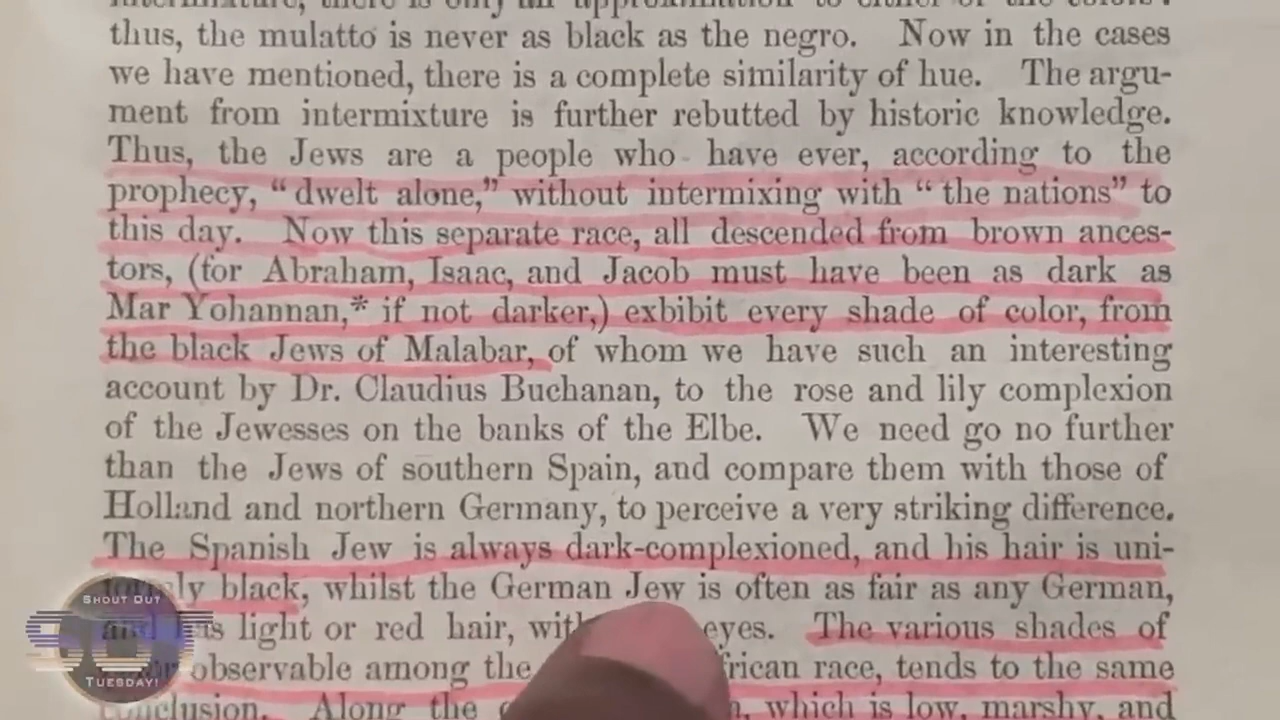 thus, the mulatto is never as black as the negro. Now in the cases
we have mentioned, there is a complete similarity of hue. The argu-
ment from intermixture is further rebutted by historic knowledge.
Thus, the Jews are a people who have ever, according to the
prophecy, “dwelt alone,” without intermixing with “the nations” to
this day. Now this separate race, all descended from brown ances-
tors, (for Abraham, Isaac, and Jacob must have been as dark as
Mar Yohannan,* if not darker,) exbibit every shade of color, from
the black Jews of Malabar, of whom we have such an interesting
account by Dr. Claudius Buchanan, to the rose and lily complexion
of the Jewesses on the banks of the Elbe. We need go no further
than the Jews of southern Spain, and compare them with those of
Holland and northern Germany, to perceive a very striking difference.
The Spanish Jew is always dark-complexioned, and his hair is uni-
black, whilst the German Jew is often as fair as any German,
light or red hair, eyes. The various shades of
observable among the race, tends to the same
Along the which is low, marshy, and
SHOUT OUT
SOT
TUESDAY!